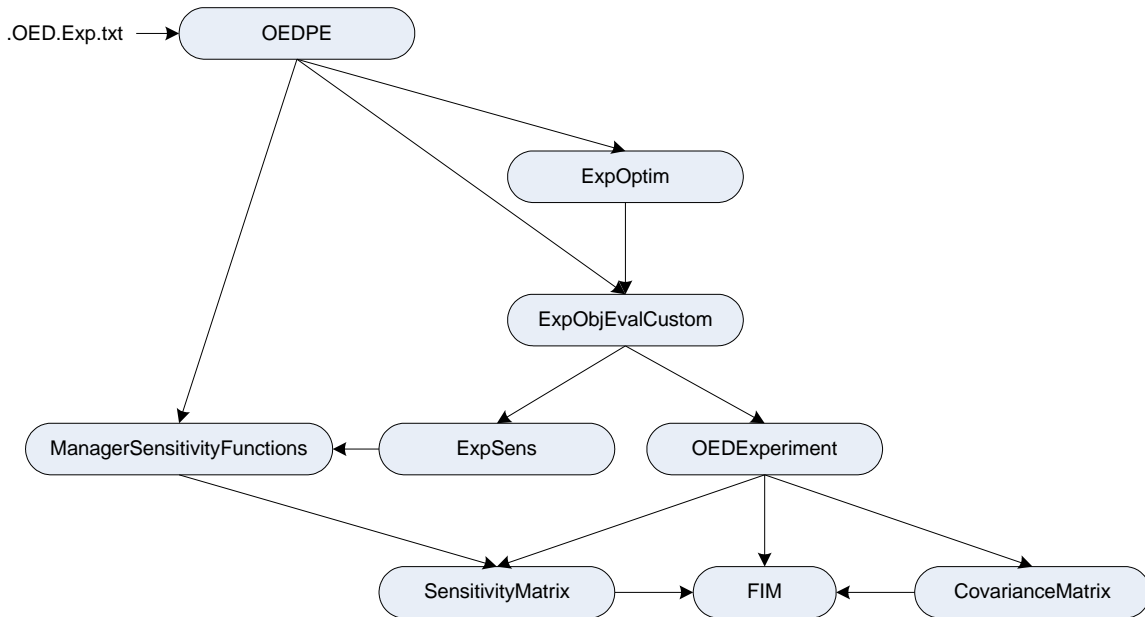 .OED.Exp.txt
OEDPE
ExpOptim
ExpObjEvalCustom
ManagerSensitivityFunctions
ExpSens
OEDExperiment
SensitivityMatrix
FIM
CovarianceMatrix